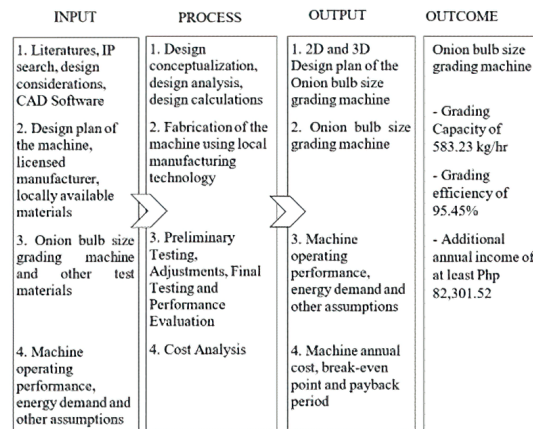 INPUT
PROCESS
OUTPUT
OUTCOME
1. Literatures, IP
search, design
considerations,
CAD Software
2. Design plan of
the machine,
licensed
manufacturer,
locally available
materials
3. Onion bulb size
grading machine
and other test
materials
4. Machine
operating
performance,
energy demand and
other assumptions
1. Design
conceptualization,
design analysis,
design calculations
2. Fabrication of the
machine using local
manufacturing
technology
3. Preliminary
Testing,
Adjustments, Final
Testing and
Performance
Evaluation
4. Cost Analysis
1. 2D and 3D
Design plan of the
Onion bulb size
grading machine
2. Onion bulb size
grading machine
3. Machine
operating
performance,
energy demand and
other assumptions
4. Machine annual
cost, break-even
point and payback
period
Onion bulb size
grading machine
- Grading
Capacity of
583.23 kg/hr
- Grading
efficiency of
95.45%
- Additional
annual income of
at least Php
82,301.52